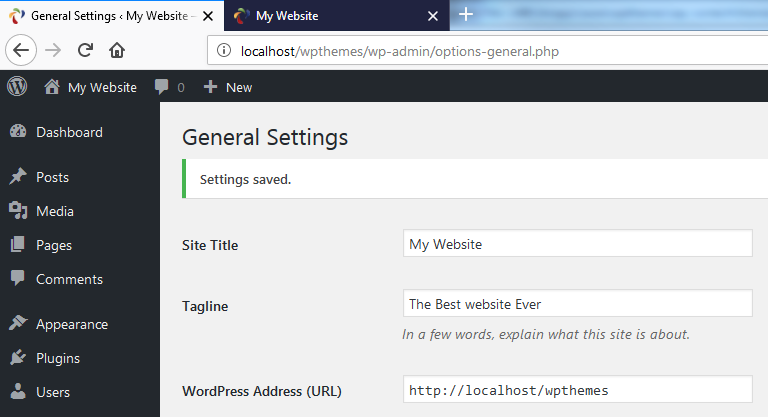 General Settings ‹ My Website –
My Website
localhost/wpthemes/wp-admin/options-general.php
My Website 0 New
Dashboard
Posts
Media
Pages
Comments
Appearance
Plugins
Users
General Settings
Settings saved.
Site Title My Website
Tagline The Best website Ever
In a few words, explain what this site is about.
WordPress Address (URL) http://localhost/wpthemes